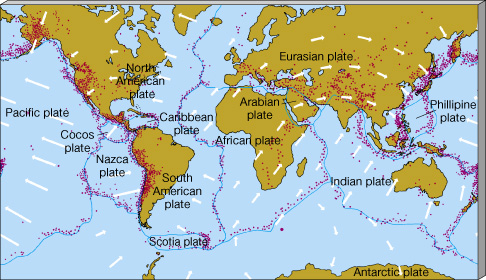 North
American
plate
Eurasian plate
Pacific plate
Caribbean
plate
Arabian
plate
Phillipine
plate
Cocos
plate
African plate
Nazca
plate
South
American
plate
Indian plate
Scotia plate
Antarctic plate